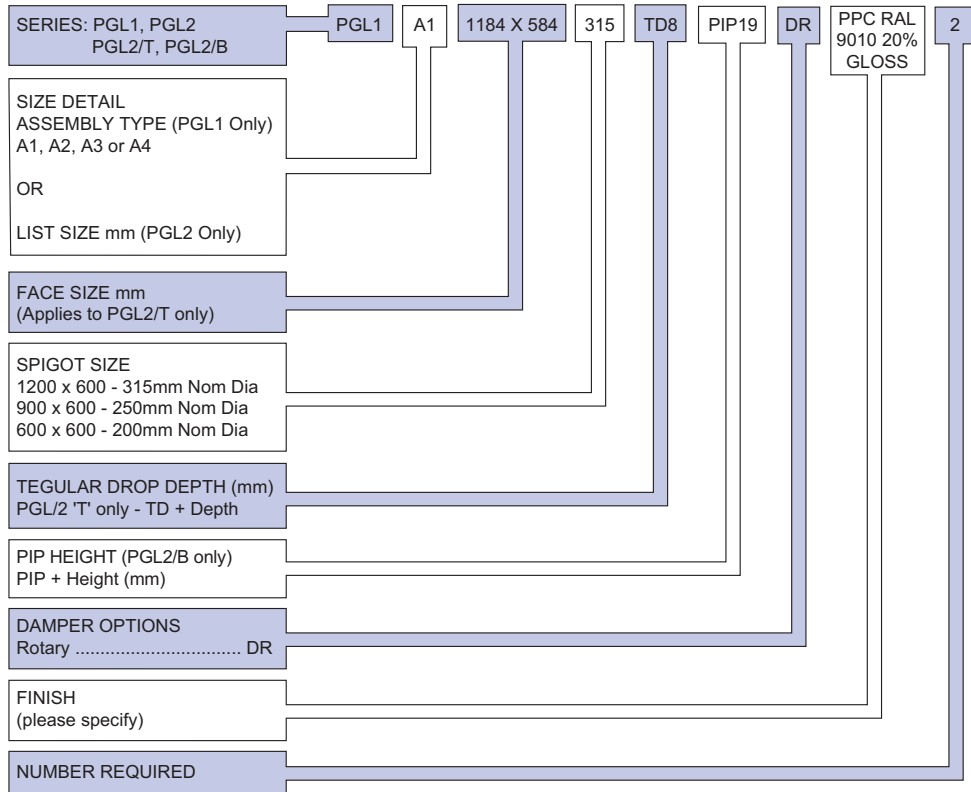 SERIES: PGL1, PGL2
PGL2/T, PGL2/B
PGL1
A1
1184 X 584
315
TD8
PIP19
DR
PPC RAL
9010 20%
GLOSS
2
SIZE DETAIL
ASSEMBLY TYPE (PGL1 Only)
A1, A2, A3 or A4
OR
LIST SIZE mm (PGL2 Only)
FACE SIZE mm
(Applies to PGL2/T only)
SPIGOT SIZE
1200 x 600 - 315mm Nom Dia
900 x 600 - 250mm Nom Dia
600 x 600 - 200mm Nom Dia
TEGULAR DROP DEPTH (mm)
PGL/2 'T' only - TD + Depth
PIP HEIGHT (PGL2/B only)
PIP + Height (mm)
DAMPER OPTIONS
Rotary ................................. DR
FINISH
(please specify)
NUMBER REQUIRED